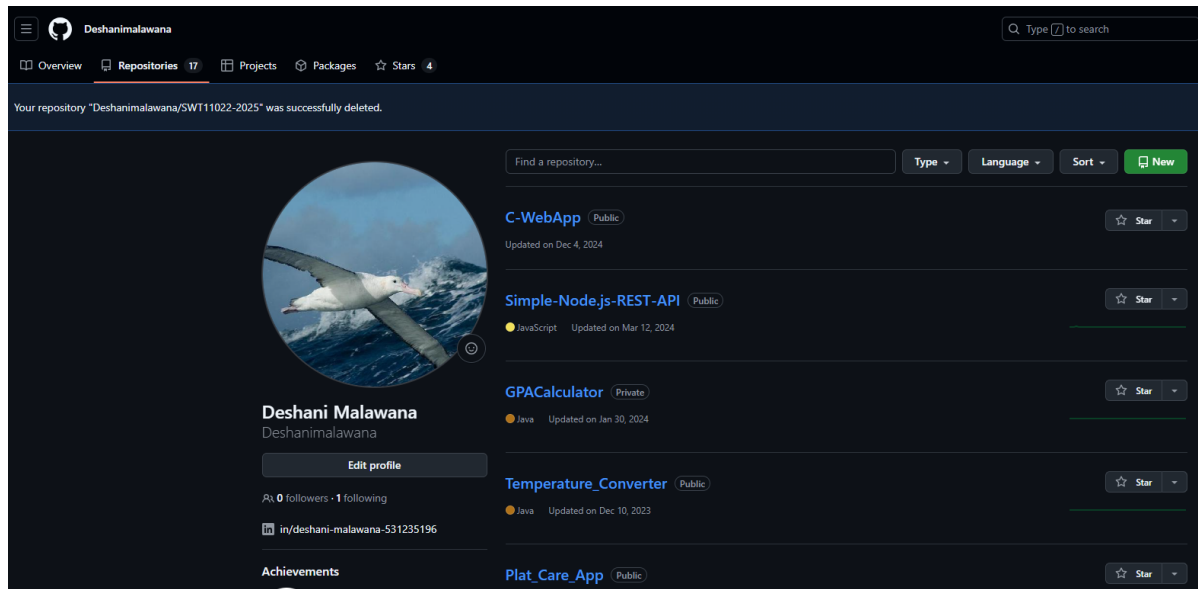 Deshanimalawana
Type / to search
Overview Repositories 17 Projects Packages Stars 4
Your repository "Deshanimalawana/SWT11022-2025" was successfully deleted.
Find a repository... Type Language Sort New
C-WebApp Public Star
Updated on Dec 4, 2024
Simple-Node.js-REST-API Public Star
JavaScript Updated on Mar 12, 2024
GPACalculator Private Star
Java Updated on Jan 30, 2024
Deshani Malawana
Deshanimalawana
Edit profile
0 followers · 1 following
in in/deshani-malawana-531235196
Achievements
Temperature_Converter Public Star
Java Updated on Dec 10, 2023
Plat_Care_App Public Star